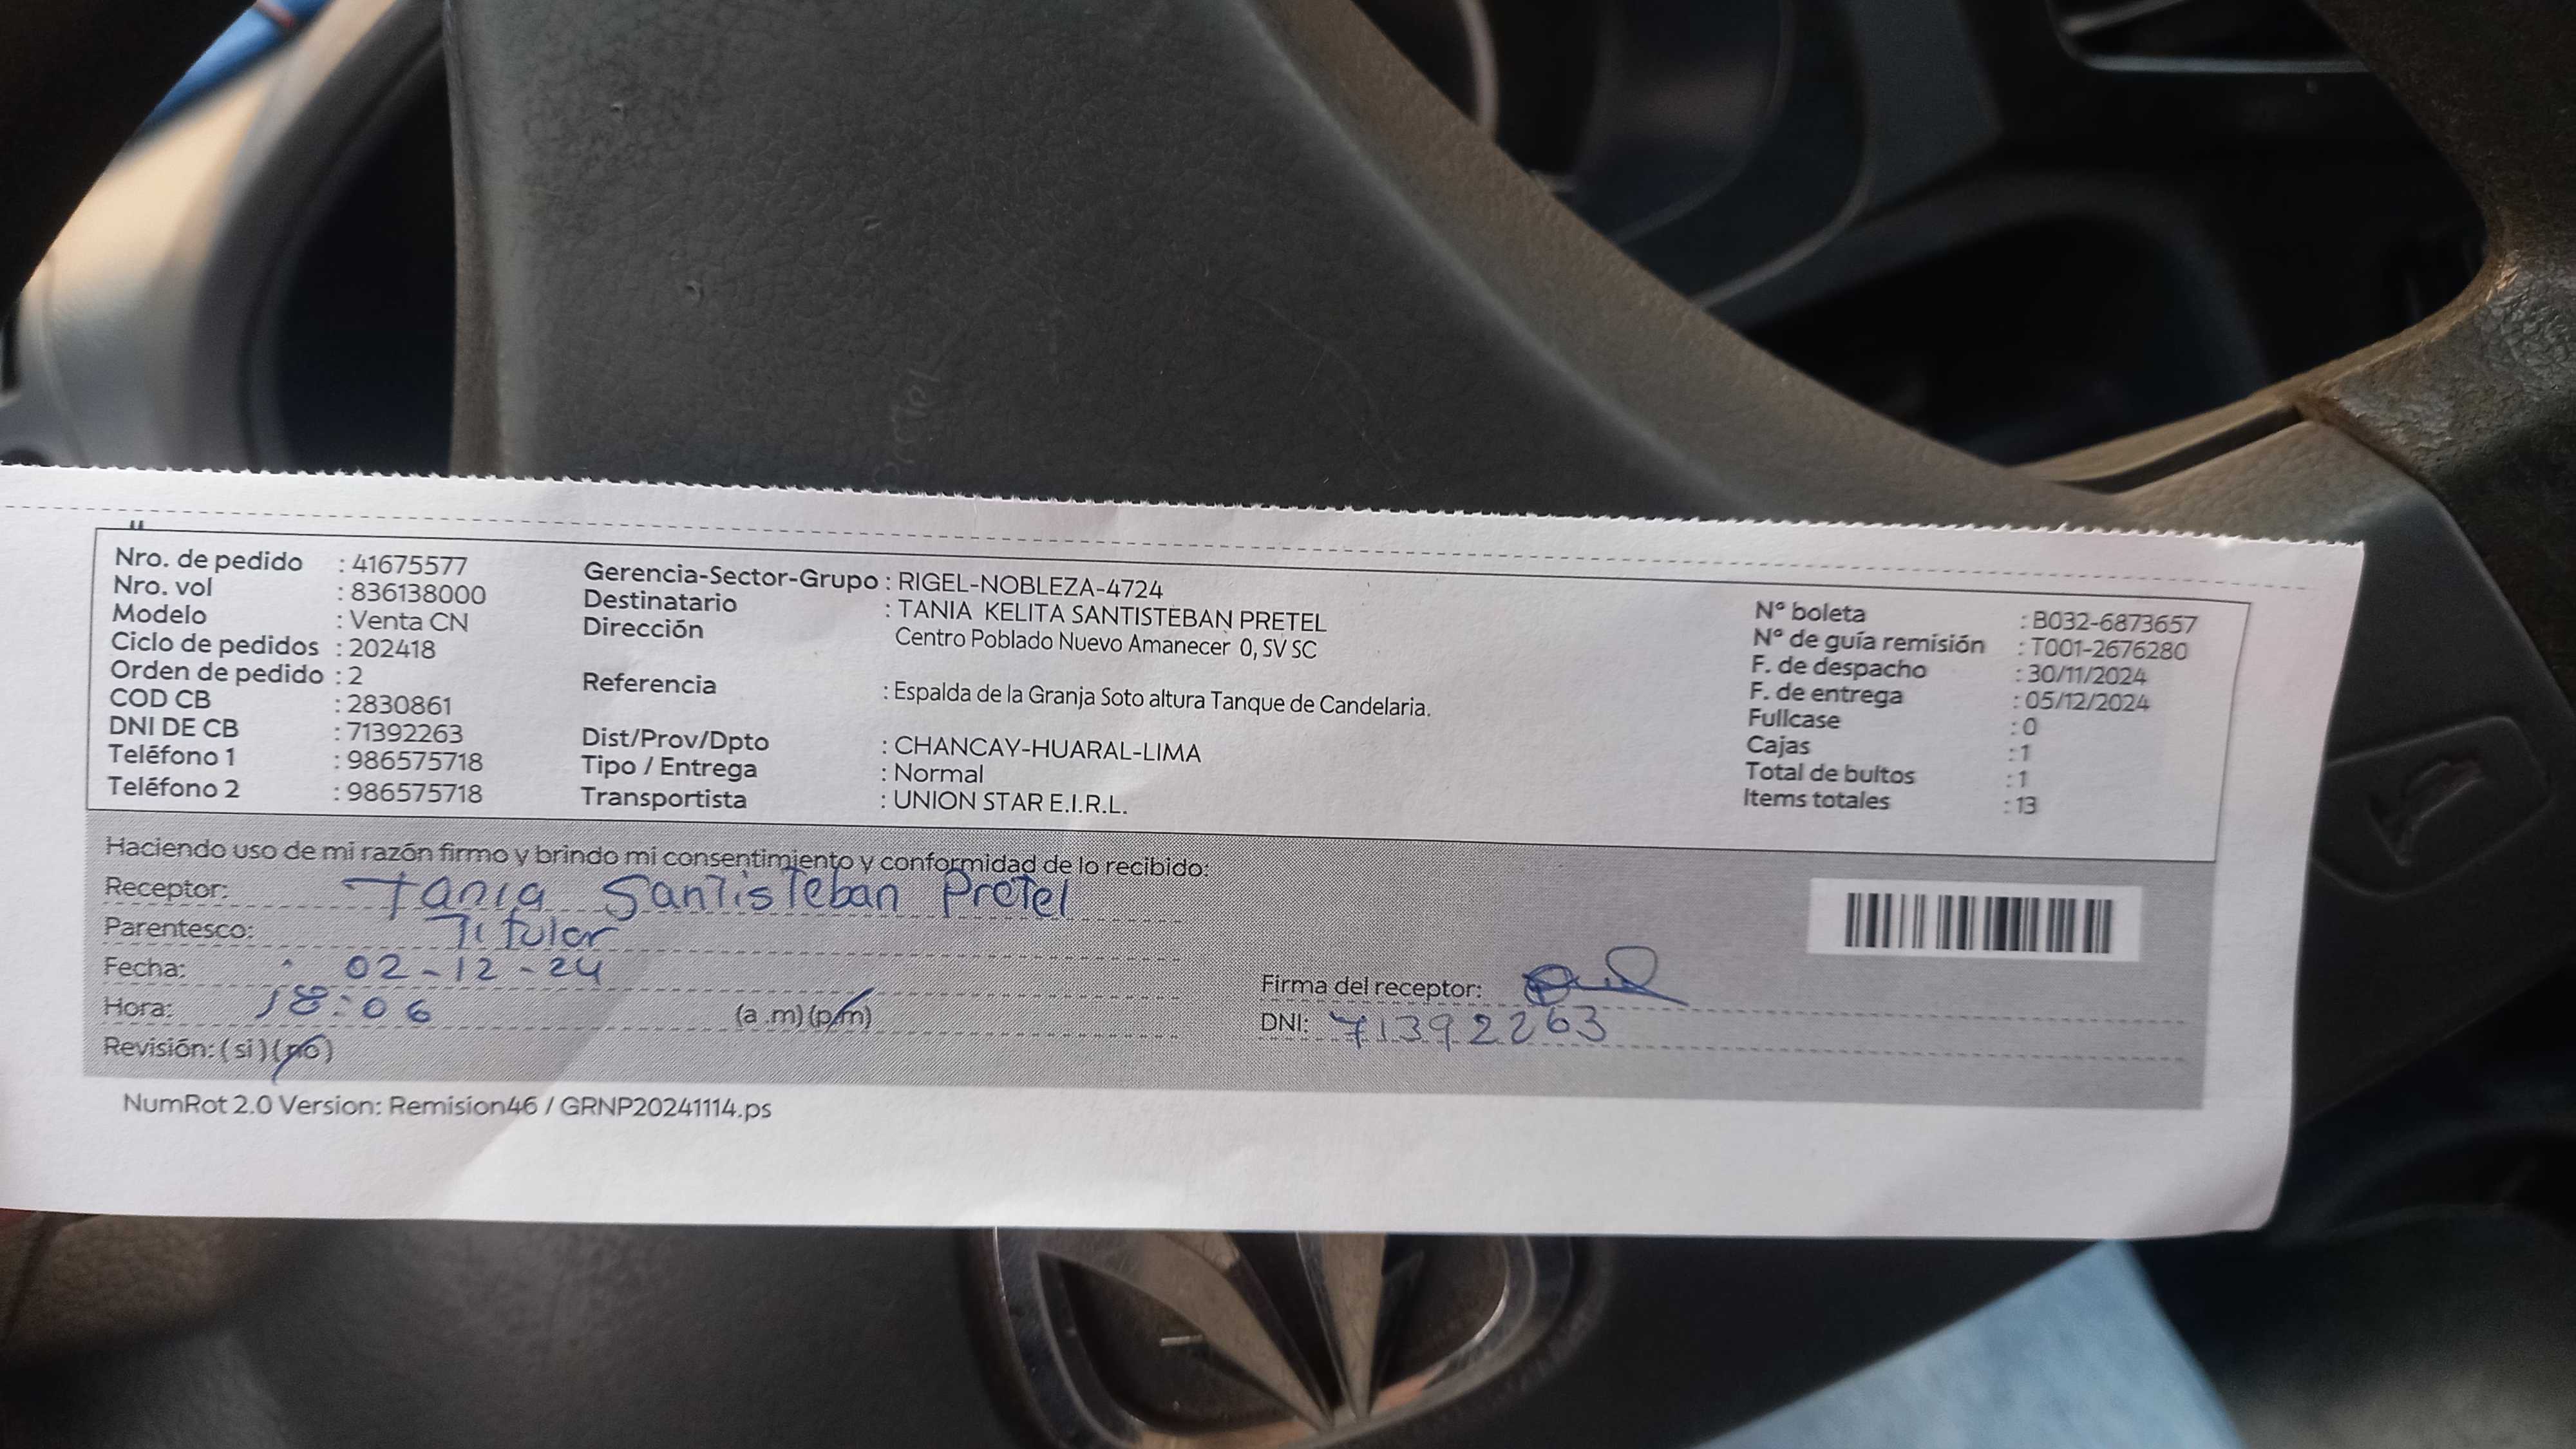 Nro. de pedido : 41675577
Nro. vol : 836138000
Modelo : Venta CN
Ciclo de pedidos : 202418
Orden de pedido : 2
COD CB : 2830861
DNI DE CB : 71392263
Teléfono 1 : 986575718
Teléfono 2 : 986575718
Gerencia-Sector-Grupo : RIGEL-NOBLEZA-4724
Destinatario : TANIA KELITA SANTISTEBAN PRETEL
Dirección Centro Poblado Nuevo Amanecer 0, SV SC
Referencia : Espalda de la Granja Soto altura Tanque de Candelaria.
Dist/Prov/Dpto : CHANCAY-HUARAL-LIMA
Tipo / Entrega : Normal
Transportista : UNION STAR E.I.R.L.
N° boleta : B032-6873657
N° de guía remisión : T001-2676280
F. de despacho : 30/11/2024
F. de entrega : 05/12/2024
Fullcase : 0
Cajas : 1
Total de bultos : 1
Items totales : 13
Haciendo uso de mi razón firmo y brindo mi consentimiento y conformidad de lo recibido:
Receptor: Tania Santisteban Pretel
Parentesco: Titular
Fecha: 02-12-24
Hora: 18:06 (a .m) (p.m)
Revisión: (si) (no)
Firma del receptor:
DNI: 71392263
NumRot 2.0 Version: Remision46 / GRNP20241114.ps